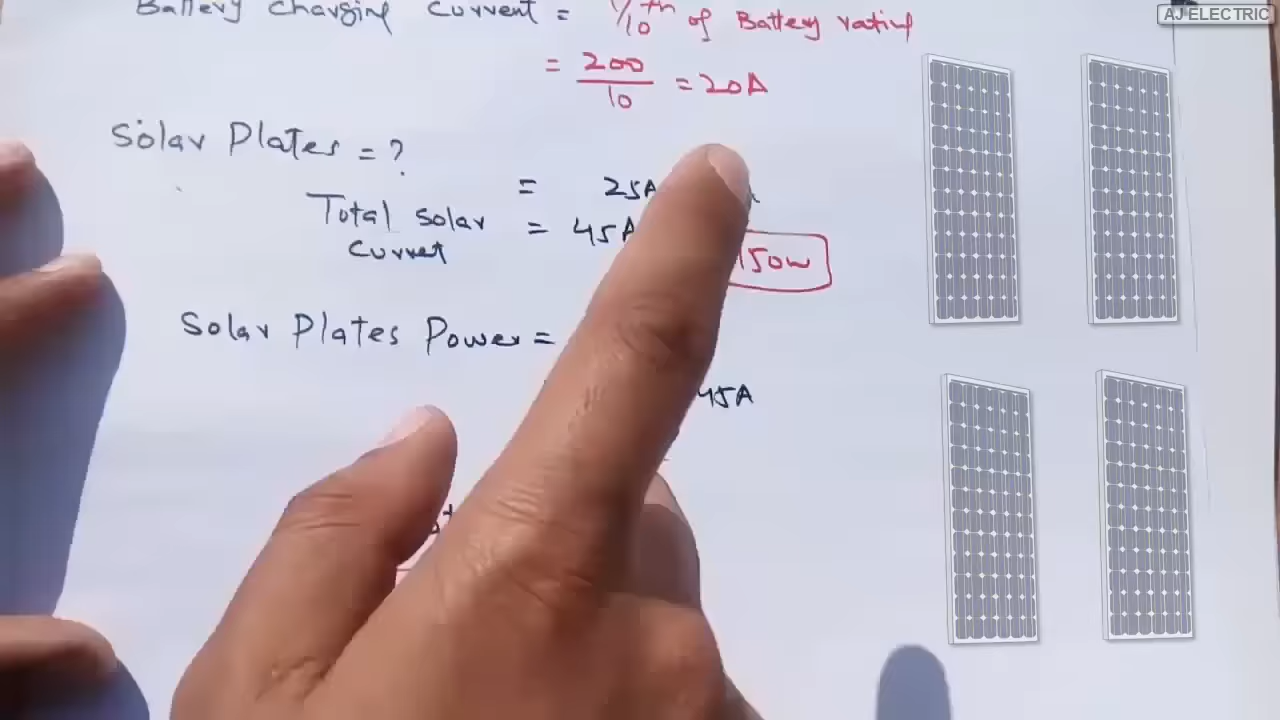 AJ ELECTRIC
Battery Charging Current = 1/10th of Battery rating
= 200/10 = 20A
Solar Plates = ?
= 25A
Total Solar Current = 45A
150W
Solar Plates Power =
45A